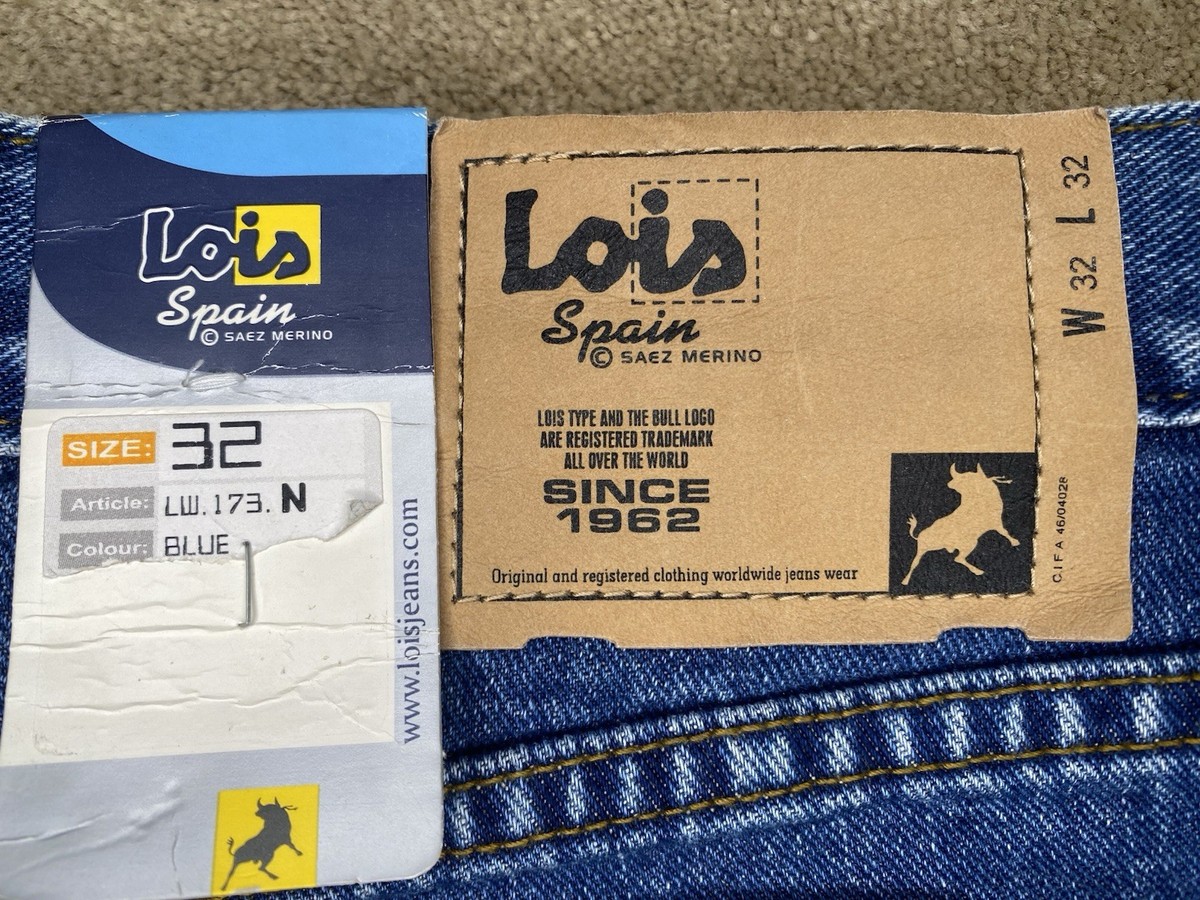 Lois
Spain
© SAEZ MERINO
SIZE: 32
Article: LW.173. N
Colour: BLUE
www.loisjeans.com
Lois
Spain
© SAEZ MERINO
LOIS TYPE AND THE BULL LOGO
ARE REGISTERED TRADEMARK
ALL OVER THE WORLD
SINCE
1962
Original and registered clothing worldwide jeans wear
W 32 L 32
CIFA 46/04028